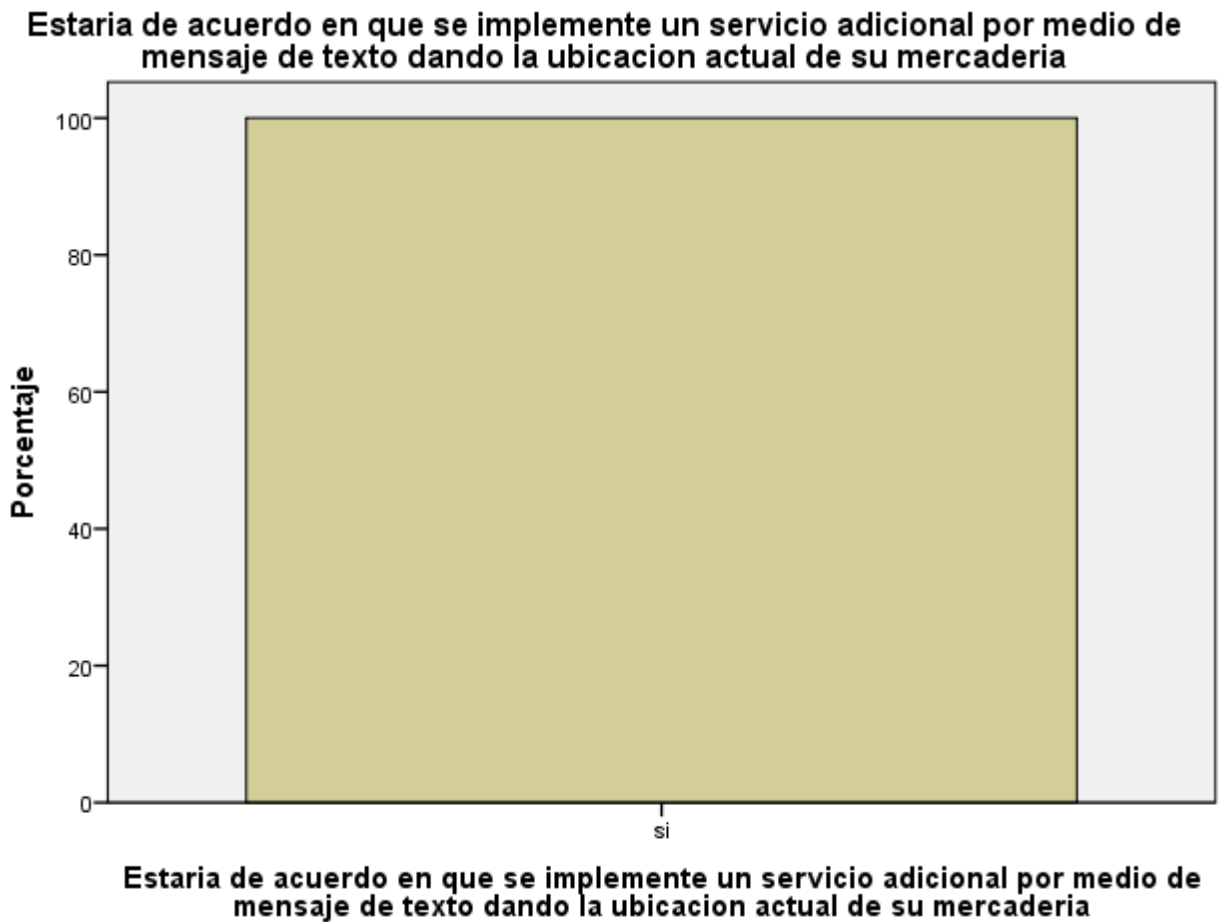 Estaria de acuerdo en que se implemente un servicio adicional por medio de
mensaje de texto dando la ubicacion actual de su mercaderia
100
80
60
40
20
0
Porcentaje
si
Estaria de acuerdo en que se implemente un servicio adicional por medio de
mensaje de texto dando la ubicacion actual de su mercaderia